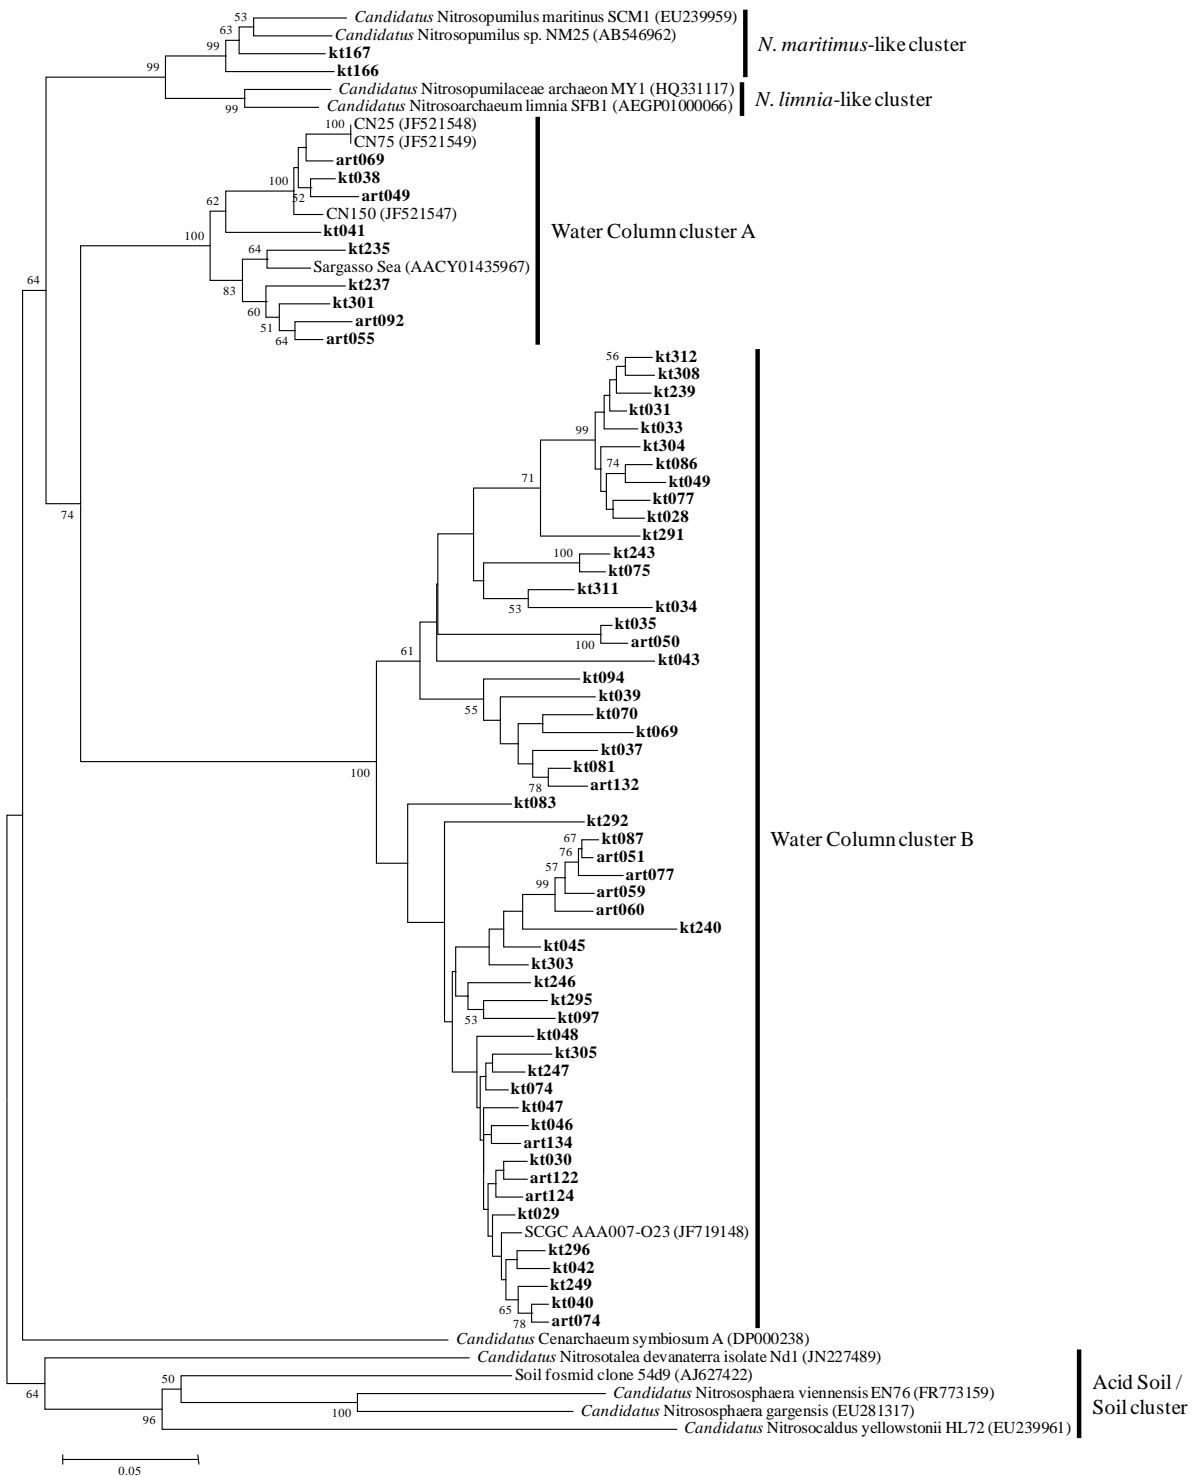 53
Candidatus Nitrosopumilus maritinus SCM1 (EU239959)
63
Candidatus Nitrosopumilus sp. NM25 (AB546962)
99
kt167
N. maritimus-like cluster
99
kt166
Candidatus Nitrosopumilaceae archaeon MY1 (HQ331117)
N. limnia-like cluster
99
Candidatus Nitrosoarchaeum limnia SFB1 (AEGP01000066)
100
CN25 (JF521548)
CN75 (JF521549)
art069
100
kt038
52
art049
62
CN150 (JF521547)
kt041
Water Column cluster A
100
64
kt235
Sargasso Sea (AACY01435967)
64
83
kt237
60
kt301
51
art092
64
art055
56
kt312
kt308
kt239
kt031
99
kt033
kt304
74
kt086
71
kt049
kt077
74
kt028
kt291
100
kt243
kt075
kt311
53
kt034
kt035
100
art050
61
kt043
kt094
55
kt039
kt070
kt069
kt037
100
kt081
78
art132
kt083
kt292
67
kt087
Water Column cluster B
76
art051
57
art077
99
art059
art060
kt240
kt045
kt303
kt246
kt295
53
kt097
kt048
kt305
kt247
kt074
kt047
kt046
art134
kt030
art122
art124
kt029
SCGC AAA007-O23 (JF719148)
kt296
kt042
kt249
65
kt040
78
art074
Candidatus Cenarchaeum symbiosum A (DP000238)
Candidatus Nitrosotalea devanaterra isolate Nd1 (JN227489)
64
50
Soil fosmid clone 54d9 (AJ627422)
Acid Soil /
Soil cluster
Candidatus Nitrososphaera viennensis EN76 (FR773159)
96
100
Candidatus Nitrososphaera gargensis (EU281317)
Candidatus Nitrosocaldus yellowstonii HL72 (EU239961)
0.05